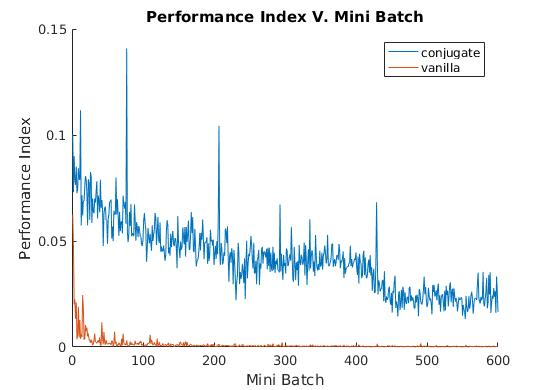 Performance Index V. Mini Batch
0.15
conjugate
vanilla
0.1
Performance Index
0.05
0
0 100 200 300 400 500 600
Mini Batch